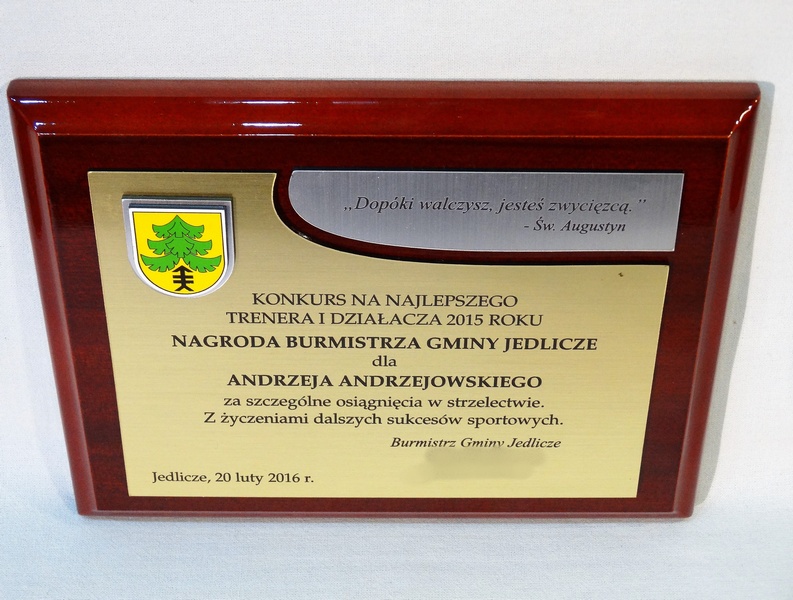 „Dopóki walczysz, jesteś zwycięzcą.”
- Św. Augustyn
KONKURS NA NAJLEPSZEGO
TRENERA I DZIAŁACZA 2015 ROKU
NAGRODA BURMISTRZA GMINY JEDLICZE
dla
ANDRZEJA ANDRZEJOWSKIEGO
za szczególne osiągnięcia w strzelectwie.
Z życzeniami dalszych sukcesów sportowych.
Burmistrz Gminy Jedlicze
Jedlicze, 20 luty 2016 r.